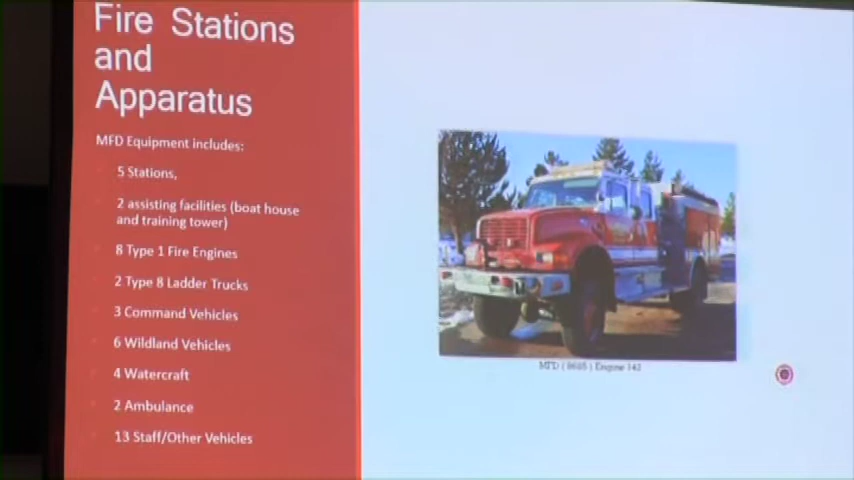 Fire Stations
and
Apparatus
MFD Equipment includes:
5 Stations,
2 assisting facilities (boat house
and training tower)
8 Type 1 Fire Engines
2 Type 8 Ladder Trucks
3 Command Vehicles
6 Wildland Vehicles
4 Watercraft
2 Ambulance
13 Staff/Other Vehicles
MFD ( 8685 ) Engine 142